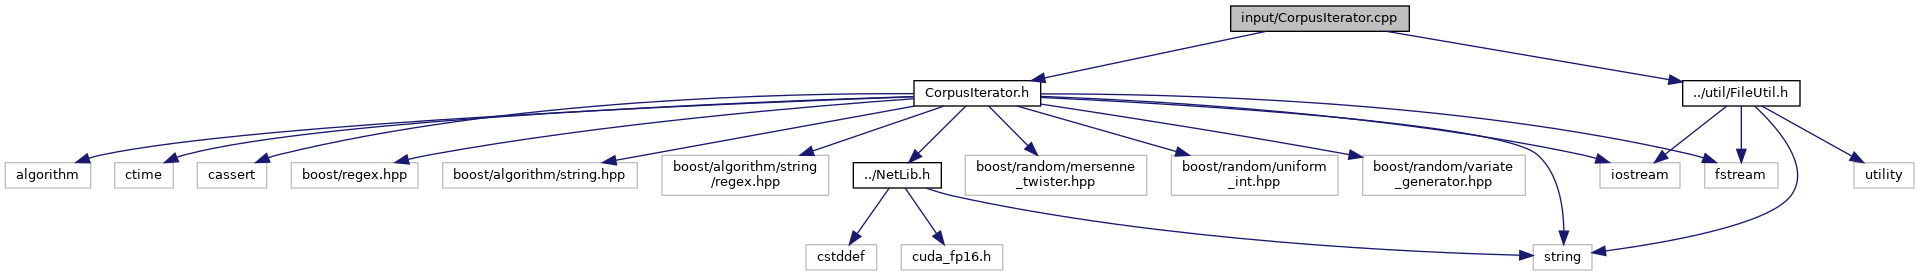 input/CorpusIterator.cpp
CorpusIterator.h
../util/FileUtil.h
algorithm
ctime
cassert
boost/regex.hpp
boost/algorithm/string.hpp
boost/algorithm/string
/regex.hpp
../NetLib.h
boost/random/mersenne
_twister.hpp
boost/random/uniform
_int.hpp
boost/random/variate
_generator.hpp
iostream
fstream
utility
cstddef
cuda_fp16.h
string